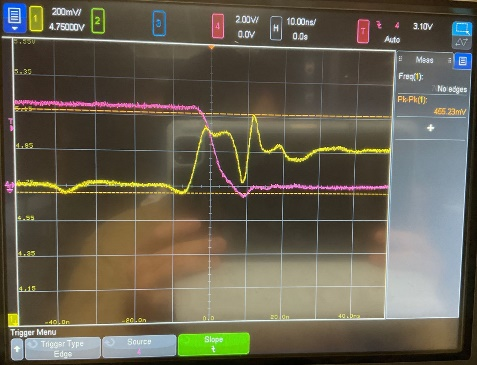 1 200mV/ 2 3 4 2.00V/ H 10.00ns/ T 4 3.10V
4.75000V 0.0V 0.0s Auto
5.55V
Meas
5.35
Freq(1):
No edges
Pk-Pk(1):
455.23mV
4.95
4.55
4.35
4.15
-40.0n -20.0n 0.0 20.0n 40.0n
Trigger Menu
Trigger Type Source Slope
Edge 4